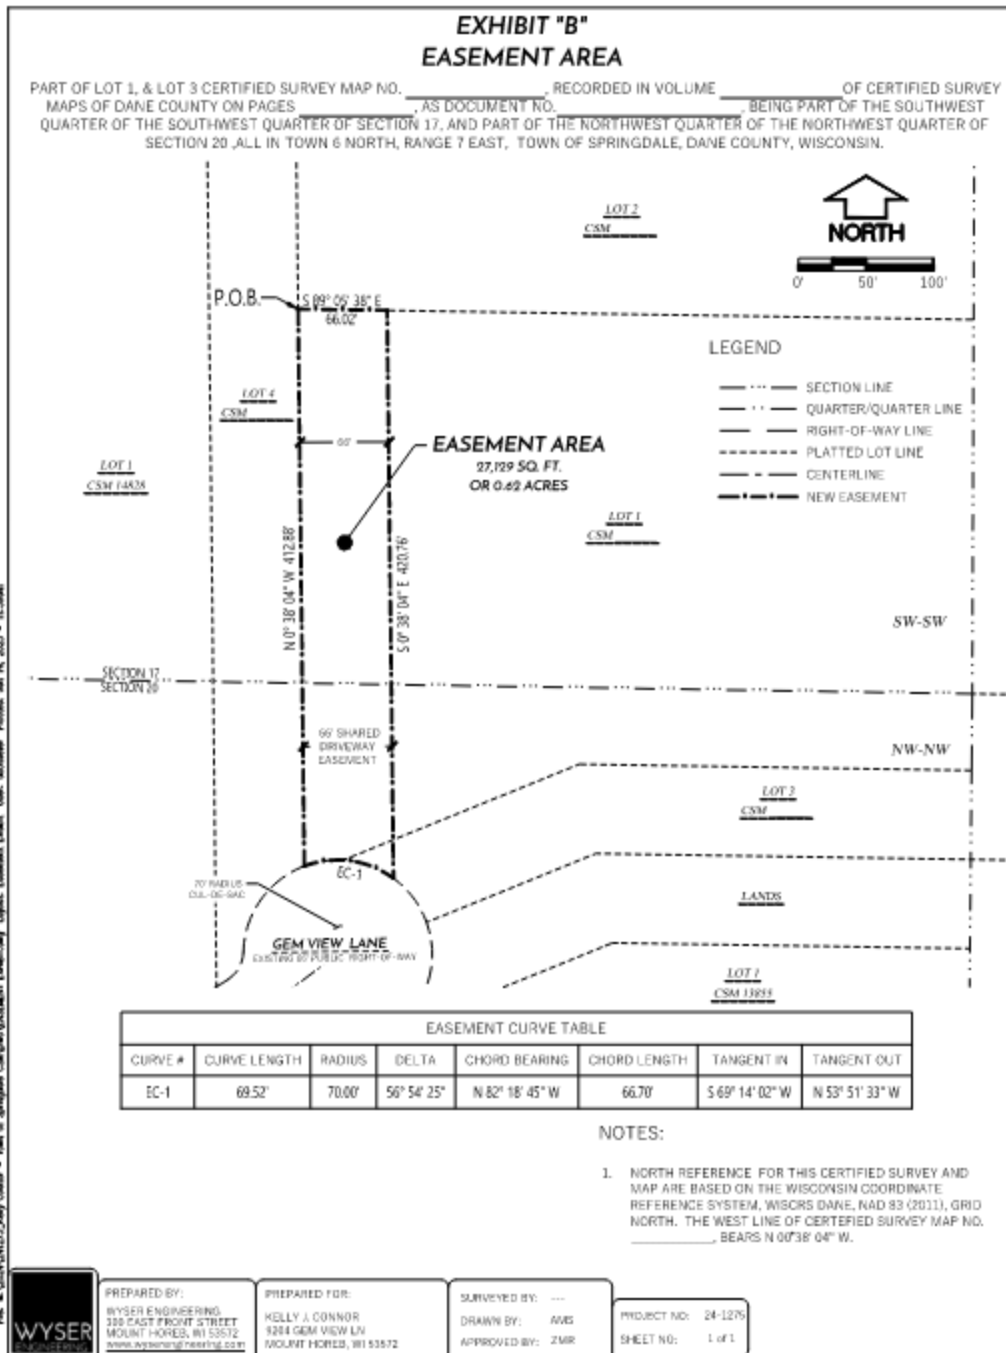 EXHIBIT "B"
EASEMENT AREA
PART OF LOT 1, & LOT 3 CERTIFIED SURVEY MAP NO. __________, RECORDED IN VOLUME __________ OF CERTIFIED SURVEY
MAPS OF DANE COUNTY ON PAGES __________, AS DOCUMENT NO. __________, BEING PART OF THE SOUTHWEST
QUARTER OF THE SOUTHWEST QUARTER OF SECTION 17, AND PART OF THE NORTHWEST QUARTER OF THE NORTHWEST QUARTER OF
SECTION 20 ,ALL IN TOWN 6 NORTH, RANGE 7 EAST, TOWN OF SPRINGDALE, DANE COUNTY, WISCONSIN.
LOT 2
CSM
NORTH
0' 50' 100'
P.O.B.
S 89° 05' 38" E
66.02'
LEGEND
SECTION LINE
QUARTER/QUARTER LINE
RIGHT-OF-WAY LINE
PLATTED LOT LINE
CENTERLINE
NEW EASEMENT
LOT 4
CSM
66'
EASEMENT AREA
27,129 SQ. FT.
OR 0.62 ACRES
LOT 1
CSM 14828
LOT 1
CSM
N 0° 38' 04" W 412.88'
S 0° 38' 04" E 420.76'
SW-SW
SECTION 17
SECTION 20
66' SHARED
DRIVEWAY
EASEMENT
NW-NW
LOT 3
CSM
EC-1
70' RADIUS
CUL-DE-SAC
LANDS
GEM VIEW LANE
EXISTING 66' PUBLIC RIGHT-OF-WAY
LOT 1
CSM 13855
EASEMENT CURVE TABLE
CURVE # CURVE LENGTH RADIUS DELTA CHORD BEARING CHORD LENGTH TANGENT IN TANGENT OUT
EC-1 69.52' 70.00' 56° 54' 25" N 82° 18' 45" W 66.70' S 69° 14' 02" W N 53° 51' 33" W
NOTES:
1. NORTH REFERENCE FOR THIS CERTIFIED SURVEY AND
MAP ARE BASED ON THE WISCONSIN COORDINATE
REFERENCE SYSTEM, WISCRS DANE, NAD 83 (2011), GRID
NORTH. THE WEST LINE OF CERTEFIED SURVEY MAP NO.
__________, BEARS N 00°38' 04" W.
WYSER
ENGINEERING
PREPARED BY:
WYSER ENGINEERING
300 EAST FRONT STREET
MOUNT HOREB, WI 53572
www.wyserengineering.com
PREPARED FOR:
KELLY J. CONNOR
9204 GEM VIEW LN
MOUNT HOREB, WI 53572
SURVEYED BY: ---
DRAWN BY: AMS
APPROVED BY: ZMR
PROJECT NO: 24-1275
SHEET NO: 1 of 1